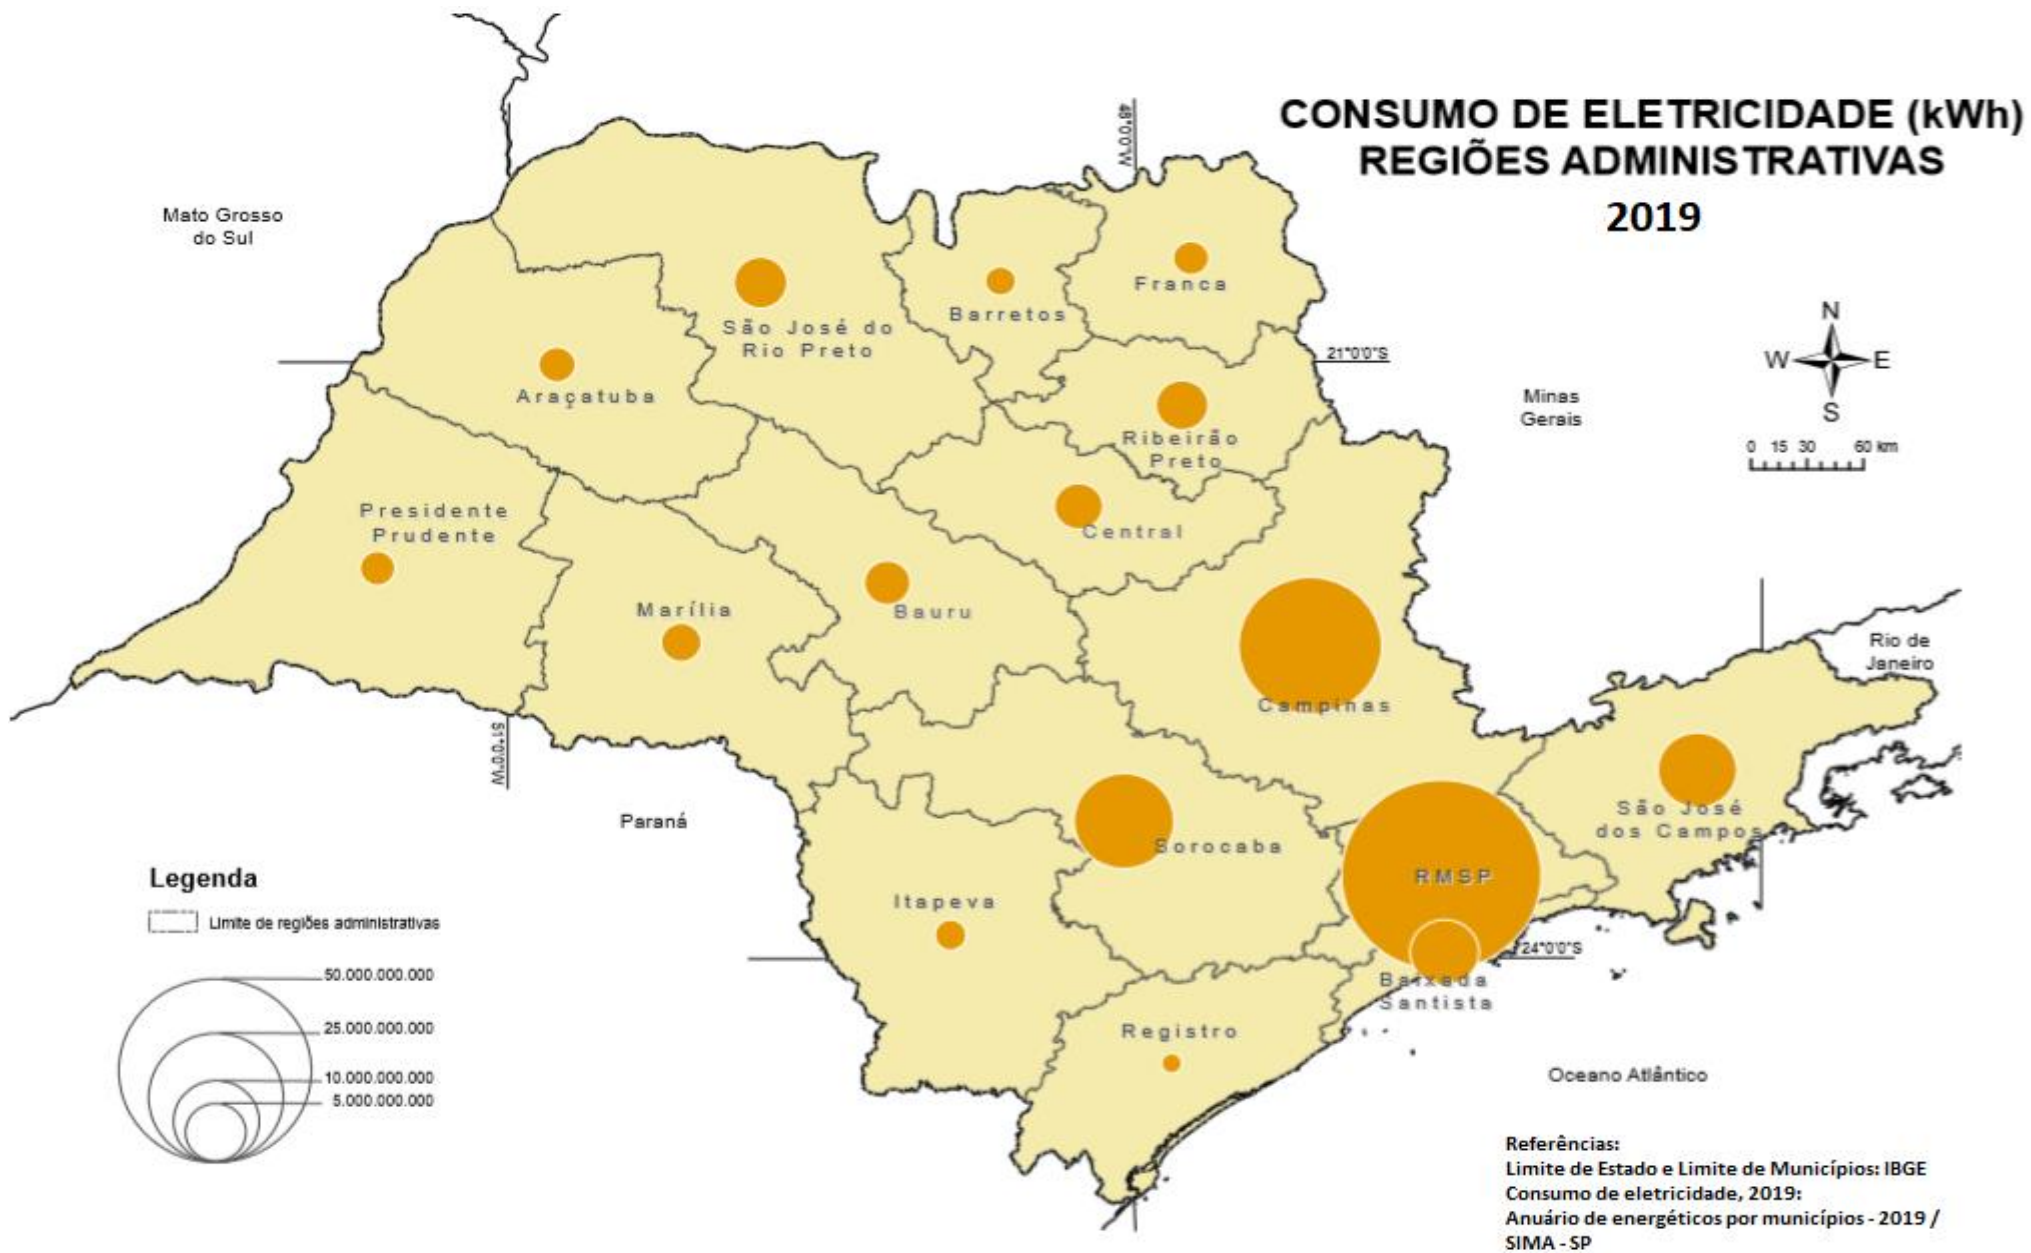 CONSUMO DE ELETRICIDADE (kWh)
REGIÕES ADMINISTRATIVAS
2019
48°0'0"W
Mato Grosso
do Sul
Franca
Barretos
São José do
Rio Preto
21°0'0"S
N
W
E
S
Araçatuba
Minas
Gerais
Ribeirão
Preto
0 15 30 60 km
Presidente
Prudente
Central
Marília
Bauru
Rio de
Janeiro
Campinas
51°0'0"W
São José
dos Campos
Paraná
Sorocaba
RMSP
Itapeva
24°0'0"S
Baixada
Santista
Registro
Oceano Atlântico
Legenda
Limite de regiões administrativas
50.000.000.000
25.000.000.000
10.000.000.000
5.000.000.000
Referências:
Limite de Estado e Limite de Municípios: IBGE
Consumo de eletricidade, 2019:
Anuário de energéticos por municípios - 2019 /
SIMA - SP